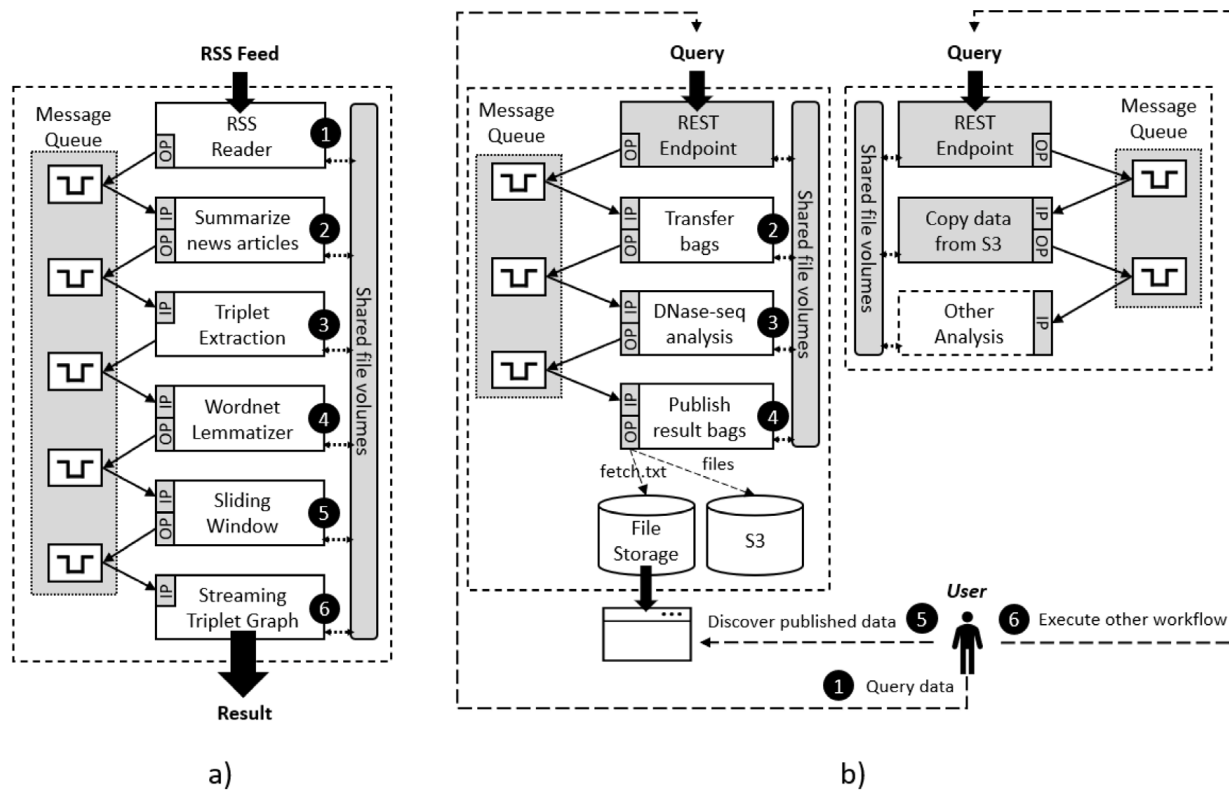 RSS Feed
Message
Queue
RSS
Reader
1
OP
IP
Summarize
news articles
2
OP
IP
Triplet
Extraction
3
IP
Wordnet
Lemmatizer
4
OP
IP
Sliding
Window
5
OP
IP
Streaming
Triplet Graph
6
Shared file volumes
Result
a)
Query
Message
Queue
REST
Endpoint
OP
IP
Transfer
bags
2
OP
IP
DNase-seq
analysis
3
OP
IP
Publish
result bags
4
OP
Shared file volumes
fetch.txt
files
File
Storage
S3
Query
Message
Queue
Shared file volumes
REST
Endpoint
OP
Copy data
from S3
IP
OP
Other
Analysis
IP
User
Discover published data
5
6
Execute other workflow
1
Query data
b)